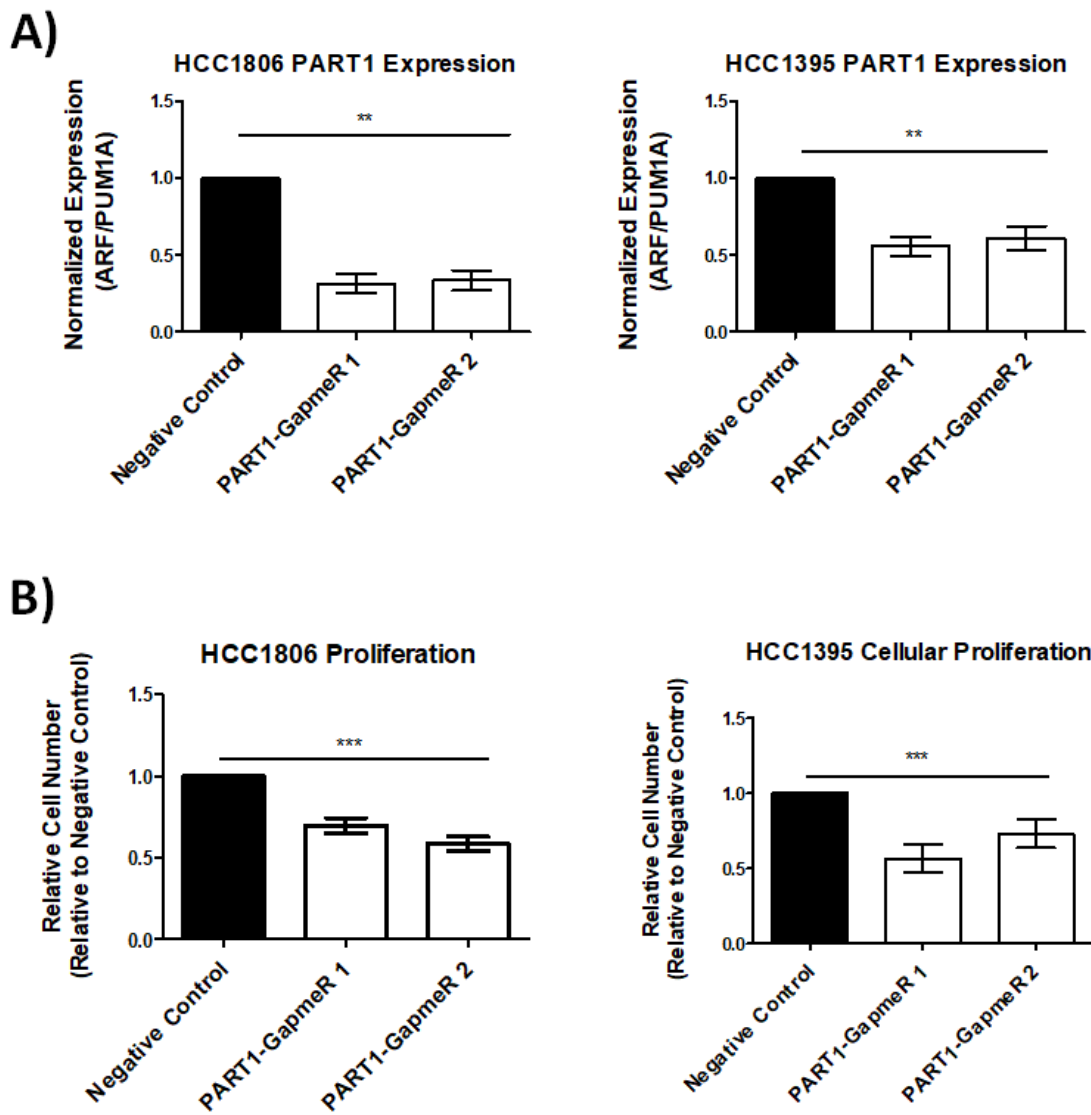 A)
HCC1806 PART1 Expression
Normalized Expression
(ARF/PUM1A)
1.5
1.0
0.5
0.0
**
Negative Control
PART1-GapmeR 1
PART1-GapmeR 2
HCC1395 PART1 Expression
Normalized Expression
(ARF/PUM1A)
1.5
1.0
0.5
0.0
**
Negative Control
PART1-GapmeR 1
PART1-GapmeR 2
B)
HCC1806 Proliferation
Relative Cell Number
(Relative to Negative Control)
1.5
1.0
0.5
0.0
***
Negative Control
PART1-GapmeR 1
PART1-GapmeR 2
HCC1395 Cellular Proliferation
Relative Cell Number
(Relative to Negative Control)
1.5
1.0
0.5
0.0
***
Negative Control
PART1-GapmeR 1
PART1-GapmeR 2